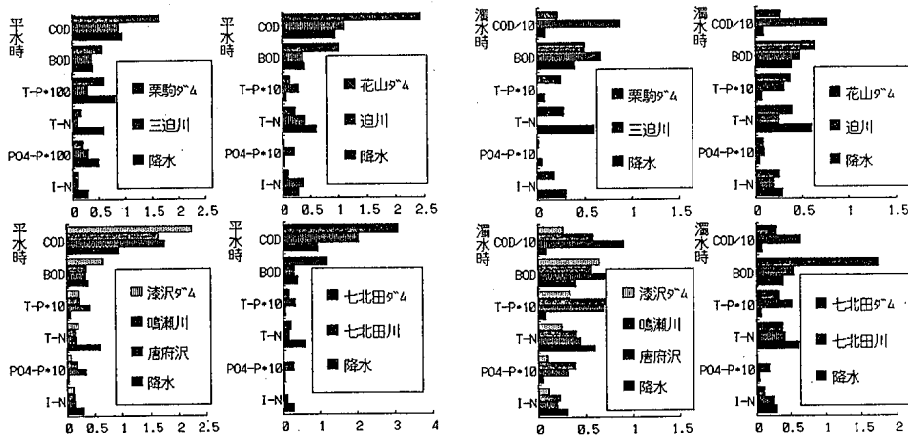 平水時
COD
BOD
T-P*100
T-N
PO4-P*100
I-N
栗駒ダム
三迫川
降水
0 0.5 1 1.5 2 2.5
平水時
COD
BOD
T-P*10
T-N
PO4-P*10
I-N
花山ダム
迫川
降水
0 0.5 1 1.5 2 2.5
濁水時
COD/10
BOD
T-P*10
T-N
PO4-P*10
I-N
栗駒ダム
三迫川
降水
0 0.5 1 1.5
濁水時
COD/10
BOD
T-P*10
T-N
PO4-P*10
I-N
花山ダム
迫川
降水
0 0.5 1 1.5
平水時
COD
BOD
T-P*10
T-N
PO4-P*10
I-N
漆沢ダム
鳴瀬川
唐府沢
降水
0 0.5 1 1.5 2 2.5
平水時
COD
BOD
T-P*10
T-N
PO4-P*10
I-N
七北田ダム
七北田川
降水
0 1 2 3 4
濁水時
COD/10
BOD
T-P*10
T-N
PO4-P*10
I-N
漆沢ダム
鳴瀬川
唐府沢
降水
0 0.5 1 1.5
濁水時
COD/10
BOD
T-P*10
T-N
PO4-P*10
I-N
七北田ダム
七北田川
降水
0 0.5 1 1.5 2